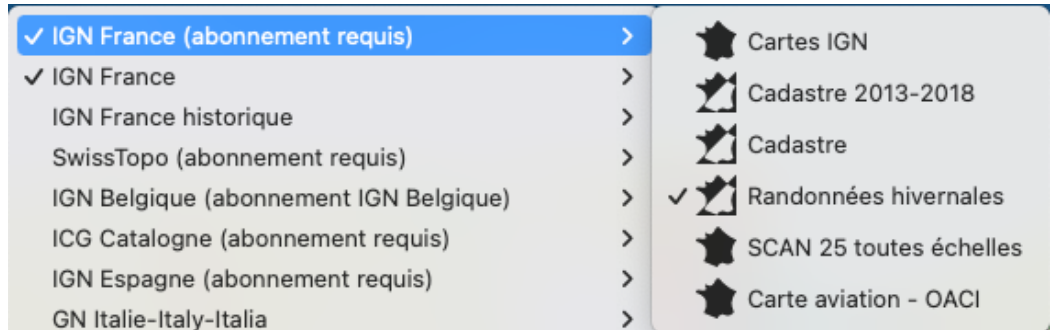 IGN France (abonnement requis)
IGN France
IGN France historique
SwissTopo (abonnement requis)
IGN Belgique (abonnement IGN Belgique)
ICG Catalogne (abonnement requis)
IGN Espagne (abonnement requis)
GN Italie-Italy-Italia
Cartes IGN
Cadastre 2013-2018
Cadastre
Randonnées hivernales
SCAN 25 toutes échelles
Carte aviation - OACI